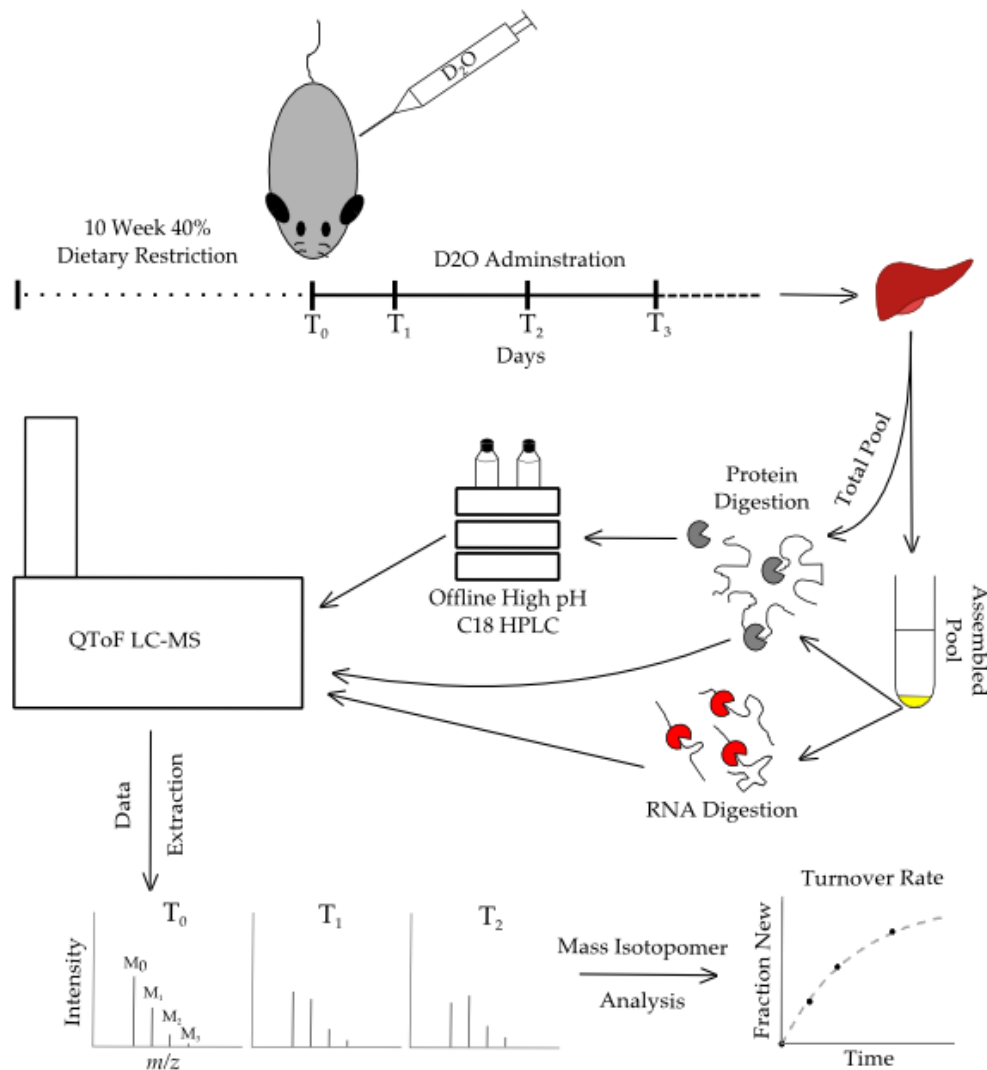 D₂O
10 Week 40%
Dietary Restriction
D2O Adminstration
T₀
T₁
T₂
T₃
Days
Total Pool
Protein
Digestion
Offline High pH
C18 HPLC
Assembled
Pool
QToF LC-MS
RNA Digestion
Data
Extraction
T₀
T₁
T₂
Intensity
M0
M₁
M₂
M₃
m/z
Mass Isotopomer
Analysis
Turnover Rate
Fraction New
Time